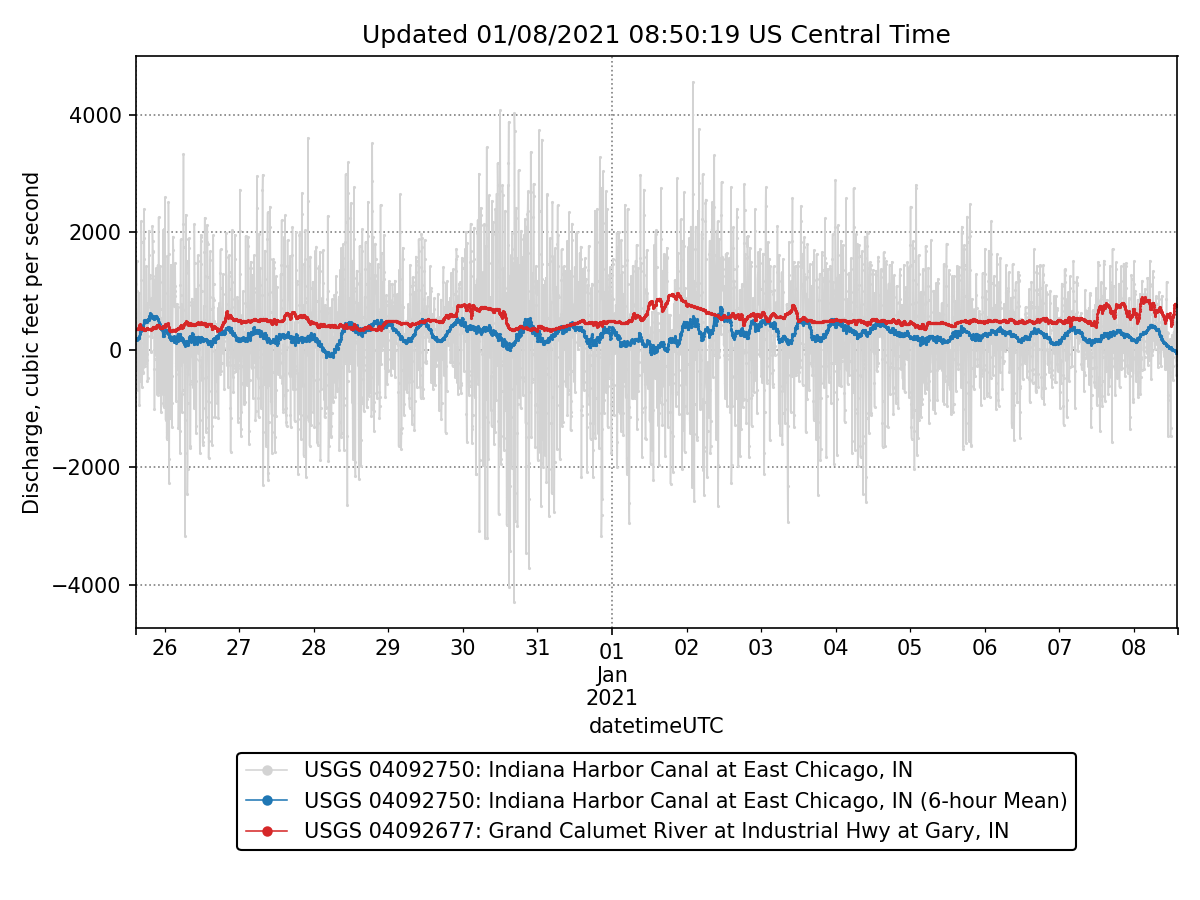 Updated 01/08/2021 08:50:19 US Central Time
Discharge, cubic feet per second
4000
2000
0
−2000
−4000
26 27 28 29 30 31 01 02 03 04 05 06 07 08
Jan
2021
datetimeUTC
USGS 04092750: Indiana Harbor Canal at East Chicago, IN
USGS 04092750: Indiana Harbor Canal at East Chicago, IN (6-hour Mean)
USGS 04092677: Grand Calumet River at Industrial Hwy at Gary, IN